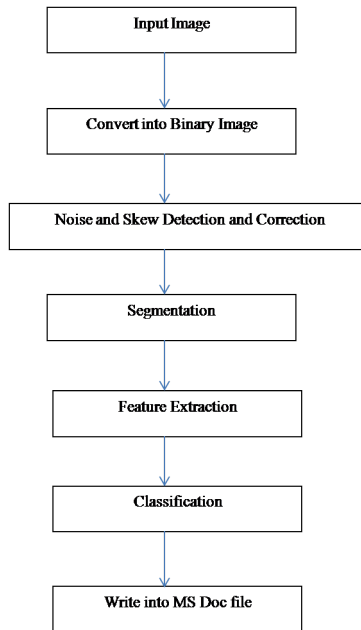 Input Image
Convert into Binary Image
Noise and Skew Detection and Correction
Segmentation
Feature Extraction
Classification
Write into MS Doc file